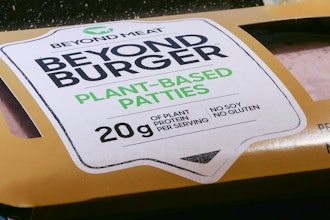 BEYOND MEAT
BEYOND
BURGER
PLANT-BASED
PATTIES
20g
OF PLANT
PROTEIN
PER SERVING
NO SOY
NO GLUTEN